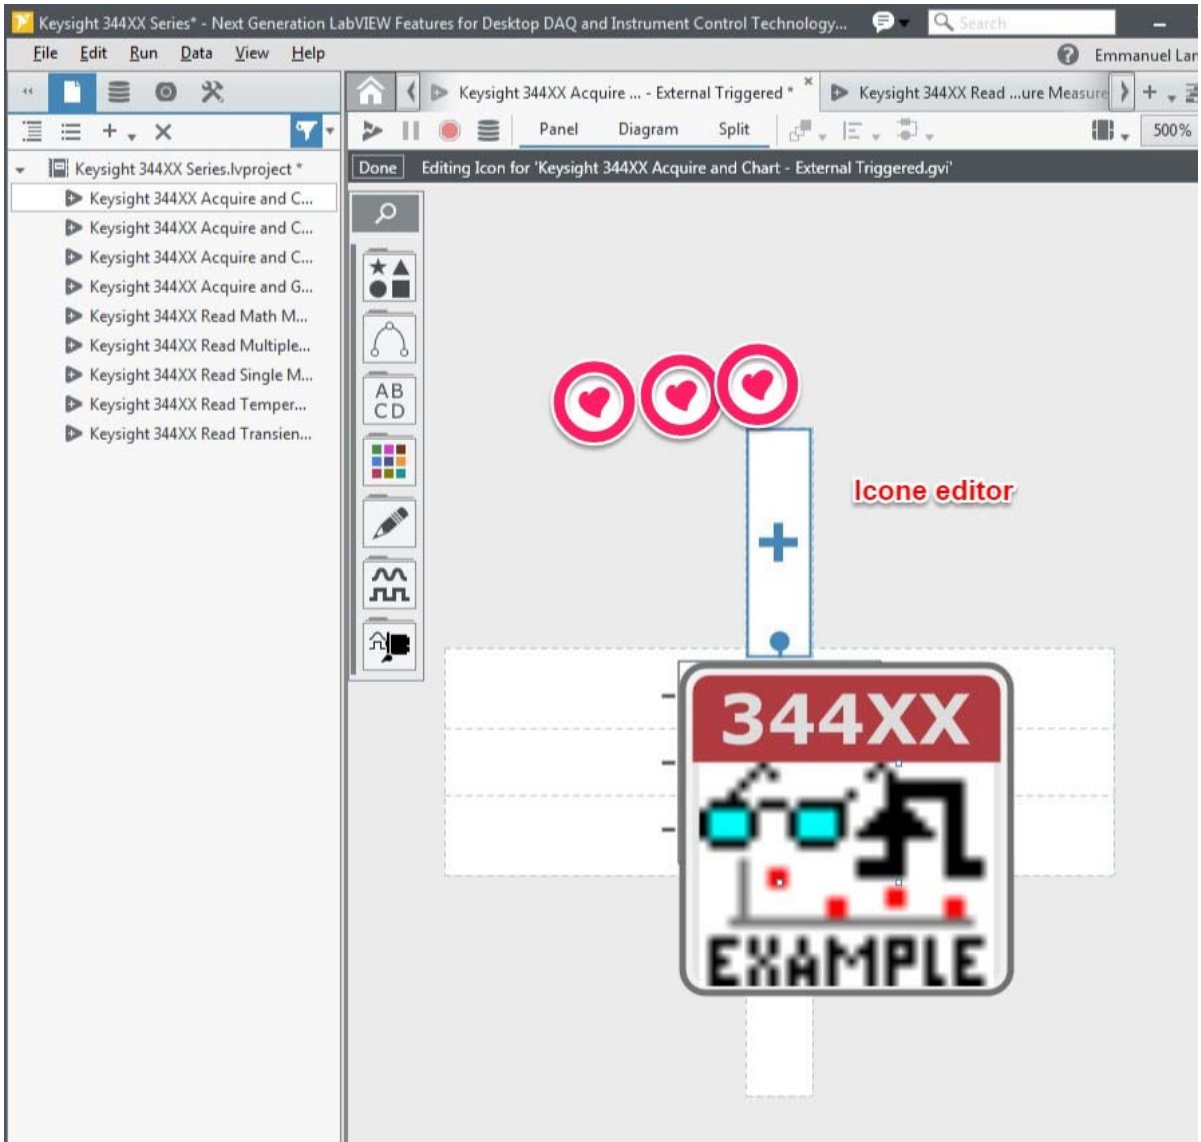 Keysight 344XX Series* - Next Generation LabVIEW Features for Desktop DAQ and Instrument Control Technology...
Search
File Edit Run Data View Help
Emmanuel Lan
Keysight 344XX Acquire ... - External Triggered *
Keysight 344XX Read ...ure Measure
Panel Diagram Split
500%
Keysight 344XX Series.lvproject *
Done Editing Icon for 'Keysight 344XX Acquire and Chart - External Triggered.gvi'
Keysight 344XX Acquire and C...
Keysight 344XX Acquire and C...
Keysight 344XX Acquire and C...
Keysight 344XX Acquire and G...
Keysight 344XX Read Math M...
Keysight 344XX Read Multiple...
Keysight 344XX Read Single M...
Keysight 344XX Read Temper...
Keysight 344XX Read Transien...
AB
CD
Icone editor
344XX
EXAMPLE